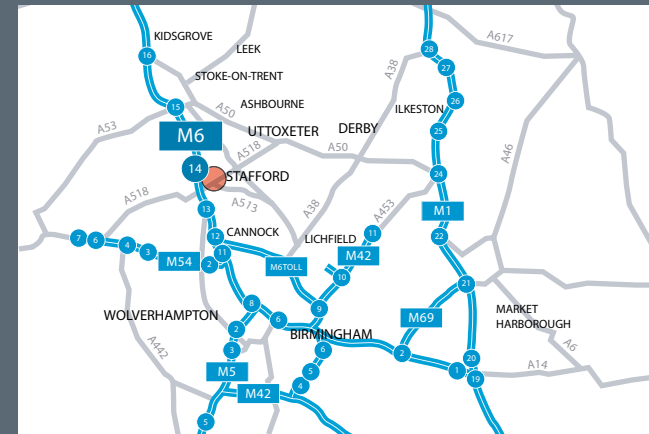 KIDSGROVE
A617
28
LEEK
16
27
A38
STOKE-ON-TRENT
26
ASHBOURNE
ILKESTON
15
A50
A53
M6
UTTOXETER
DERBY
25
A518
A50
A46
14
STAFFORD
24
A518
A513
A38
A453
13
M1
12
CANNOCK
LICHFIELD
11
22
7
6
4
3
11
M42
M54
2
M6TOLL
10
21
8
9
M69
MARKET
HARBOROUGH
WOLVERHAMPTON
6
2
BIRMINGHAM
A442
3
6
2
20
A6
M5
5
1
A14
19
4
M42
5